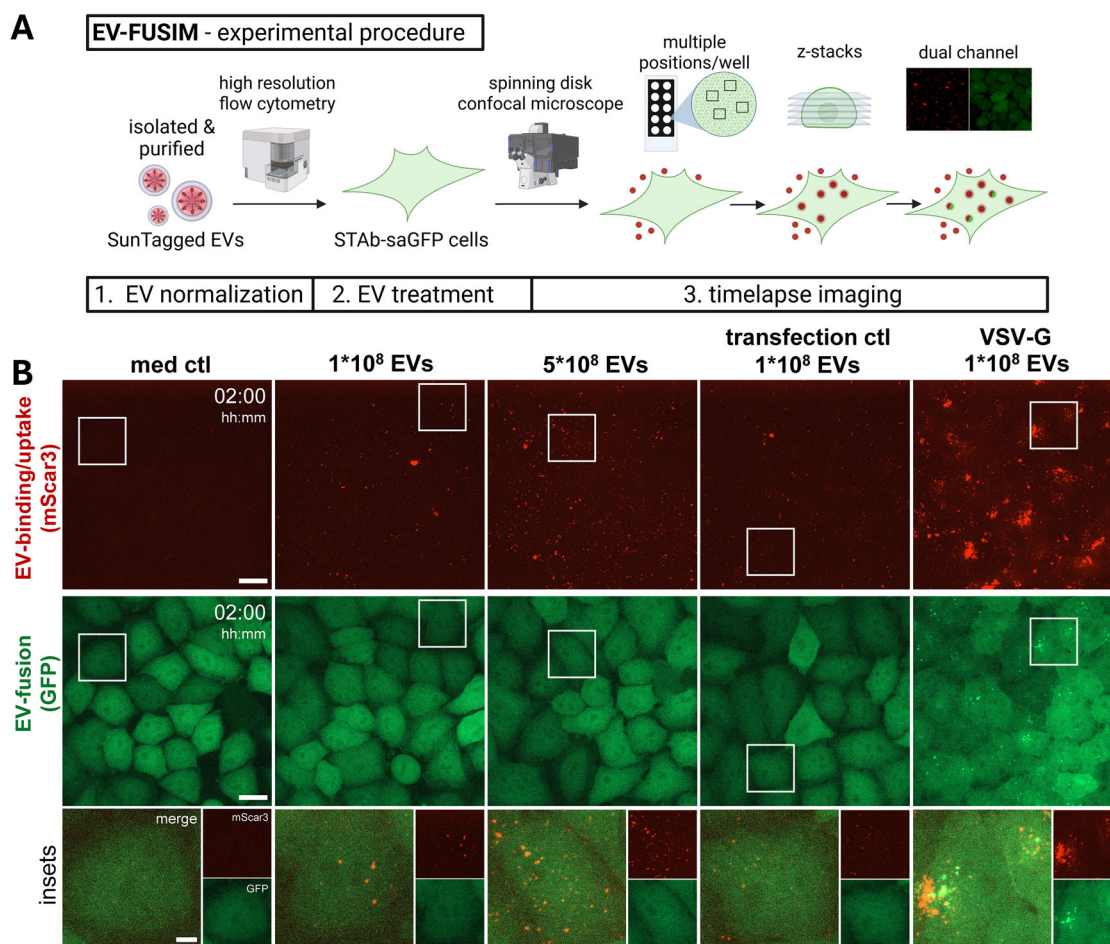 A
EV-FUSIM - experimental procedure
isolated &
purified
SunTagged EVs
high resolution
flow cytometry
STAb-saGFP cells
spinning disk
confocal microscope
multiple
positions/well
z-stacks
dual channel
1. EV normalization
2. EV treatment
3. timelapse imaging
B
med ctl
1*10⁸ EVs
5*10⁸ EVs
transfection ctl
1*10⁸ EVs
VSV-G
1*10⁸ EVs
EV-binding/uptake
(mScar3)
02:00
hh:mm
EV-fusion
(GFP)
02:00
hh:mm
insets
merge
mScar3
GFP